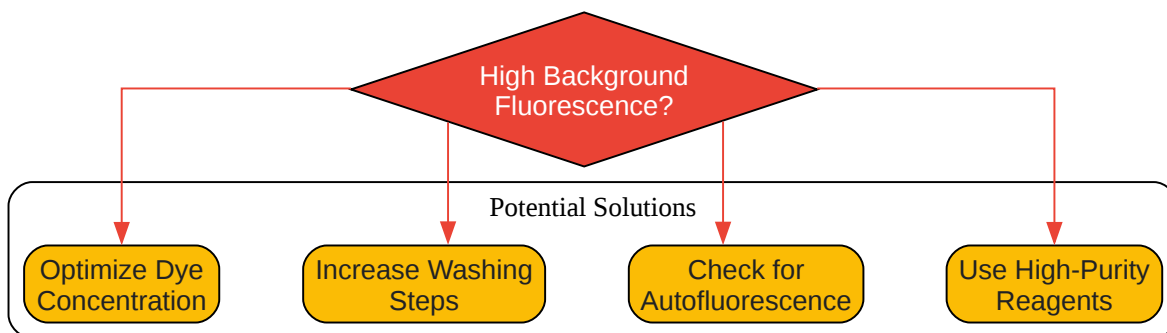 High Background
Fluorescence?
Potential Solutions
Optimize Dye
Concentration
Increase Washing
Steps
Check for
Autofluorescence
Use High-Purity
Reagents